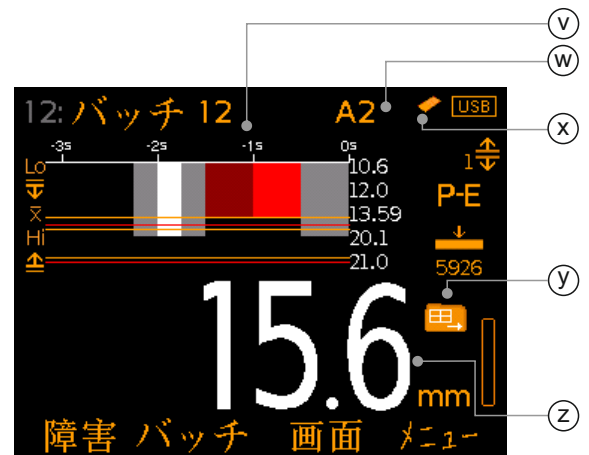 v
w
12: バッチ 12 A2 USB
x
-3s -2s -1s 0s
1
Lo 10.6
12.0
P-E
x̅ 13.59
Hi 20.1
21.0
5926
y
15.6
mm
z
障害 バッチ 画面 メニュー